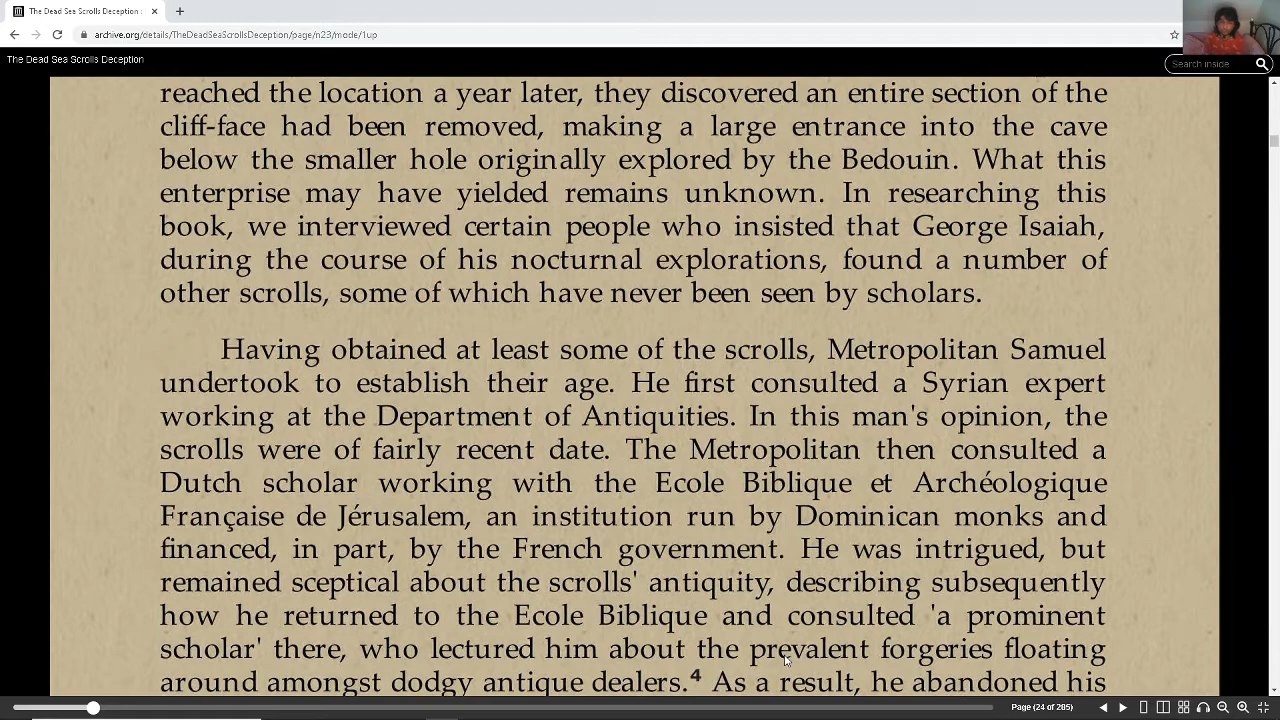 The Dead Sea Scrolls Deception :
archive.org/details/TheDeadSeaScrollsDeception/page/n23/mode/1up
The Dead Sea Scrolls Deception
Search inside
reached the location a year later, they discovered an entire section of the
cliff-face had been removed, making a large entrance into the cave
below the smaller hole originally explored by the Bedouin. What this
enterprise may have yielded remains unknown. In researching this
book, we interviewed certain people who insisted that George Isaiah,
during the course of his nocturnal explorations, found a number of
other scrolls, some of which have never been seen by scholars.
Having obtained at least some of the scrolls, Metropolitan Samuel
undertook to establish their age. He first consulted a Syrian expert
working at the Department of Antiquities. In this man's opinion, the
scrolls were of fairly recent date. The Metropolitan then consulted a
Dutch scholar working with the Ecole Biblique et Archéologique
Française de Jérusalem, an institution run by Dominican monks and
financed, in part, by the French government. He was intrigued, but
remained sceptical about the scrolls' antiquity, describing subsequently
how he returned to the Ecole Biblique and consulted 'a prominent
scholar' there, who lectured him about the prevalent forgeries floating
around amongst dodgy antique dealers.4 As a result, he abandoned his
Page (24 of 285)